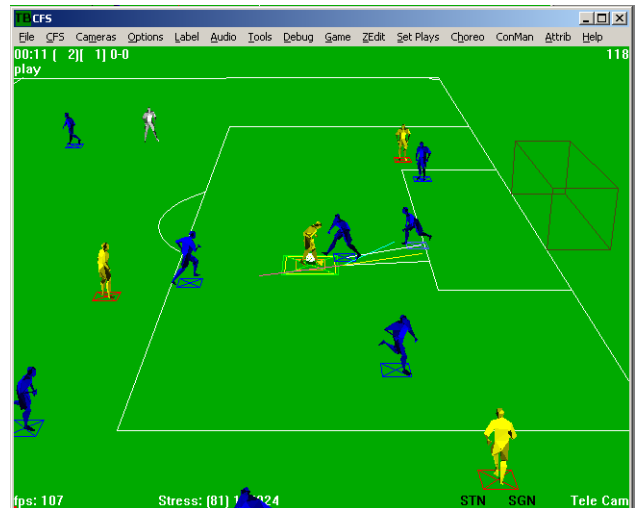 TB CFS
File CFS Cameras Options Label Audio Tools Debug Game ZEdit Set Plays Choreo ConMan Attrib Help
00:11 [ 2][ 1] 0-0 118
play
fps: 107 Stress: (81) STN SGN Tele Cam